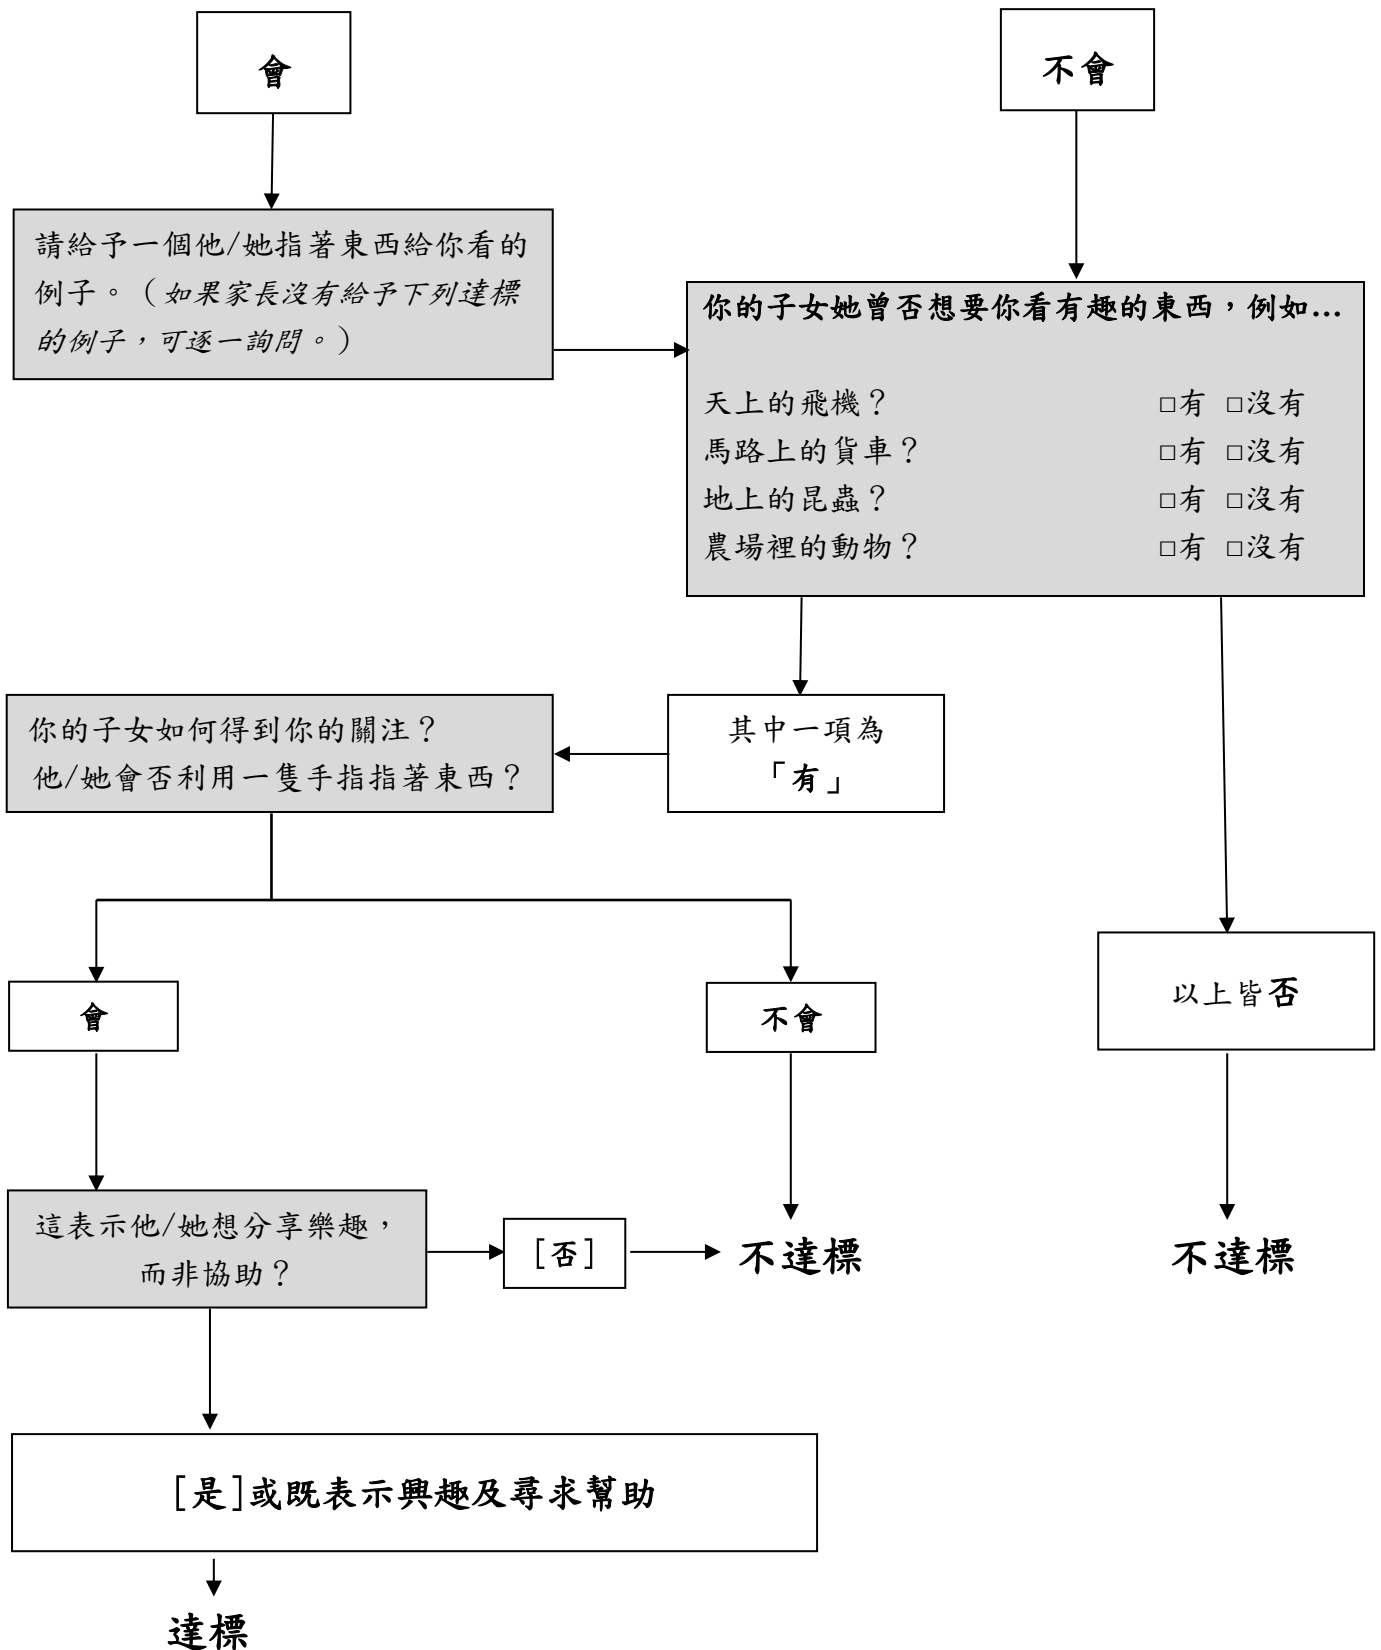 會
不會
請給予一個他/她指著東西給你看的
例子。（如果家長沒有給予下列達標
的例子，可逐一詢問。）
你的子女她曾否想要你看有趣的東西，例如…
天上的飛機？ □有 □沒有
馬路上的貨車？ □有 □沒有
地上的昆蟲？ □有 □沒有
農場裡的動物？ □有 □沒有
你的子女如何得到你的關注？
他/她會否利用一隻手指指著東西？
其中一項為
「有」
會
不會
以上皆否
這表示他/她想分享樂趣，
而非協助？
[否]
不達標
不達標
[是]或既表示興趣及尋求幫助
達標